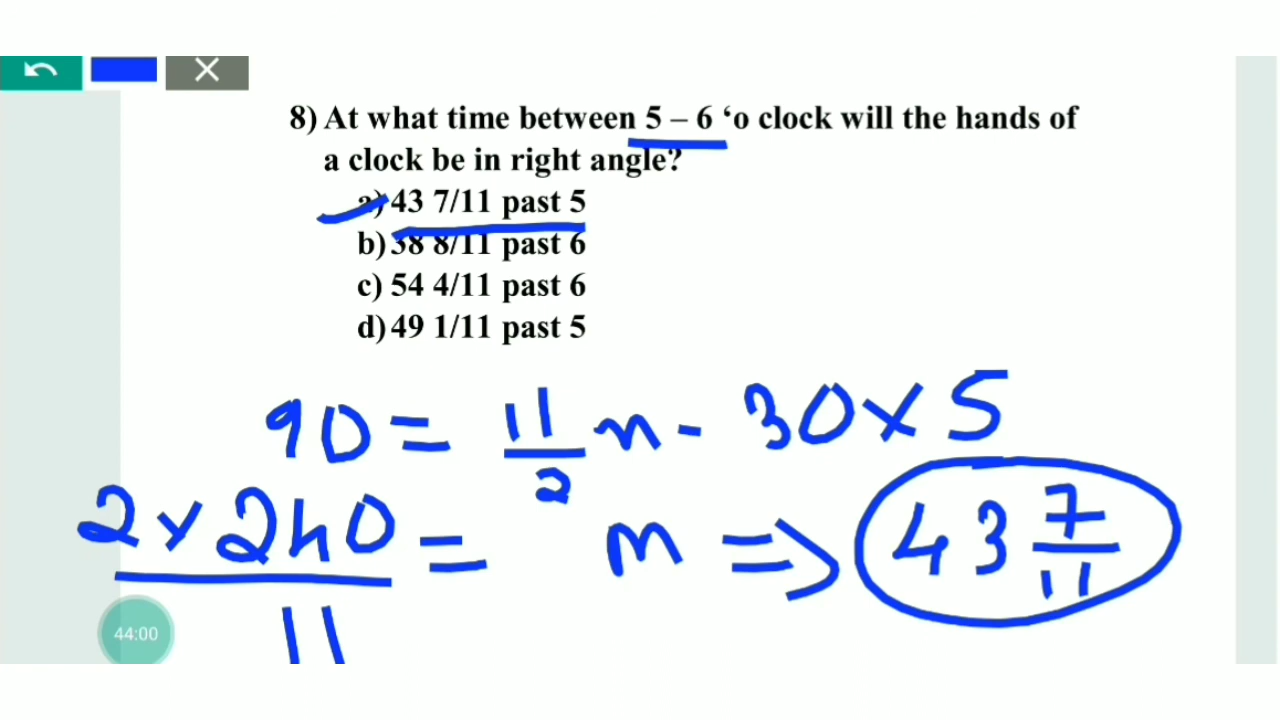 8) At what time between 5 – 6 ‘o clock will the hands of
a clock be in right angle?
a) 43 7/11 past 5
b) 38 8/11 past 6
c) 54 4/11 past 6
d) 49 1/11 past 5
90 = 11/2 m - 30 × 5
2 × 240 / 11 = m => 43 7/11
44:00